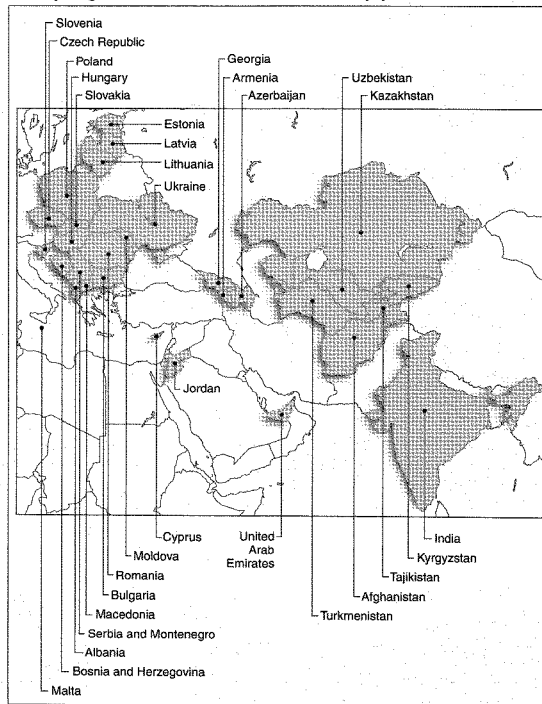 Slovenia
Czech Republic
Poland
Hungary
Slovakia
Georgia
Armenia
Azerbaijan
Uzbekistan
Kazakhstan
Estonia
Latvia
Lithuania
Ukraine
Jordan
Cyprus
Moldova
Romania
Bulgaria
Macedonia
Serbia and Montenegro
Albania
Bosnia and Herzegovina
Malta
United
Arab
Emirates
India
Kyrgyzstan
Tajikistan
Afghanistan
Turkmenistan